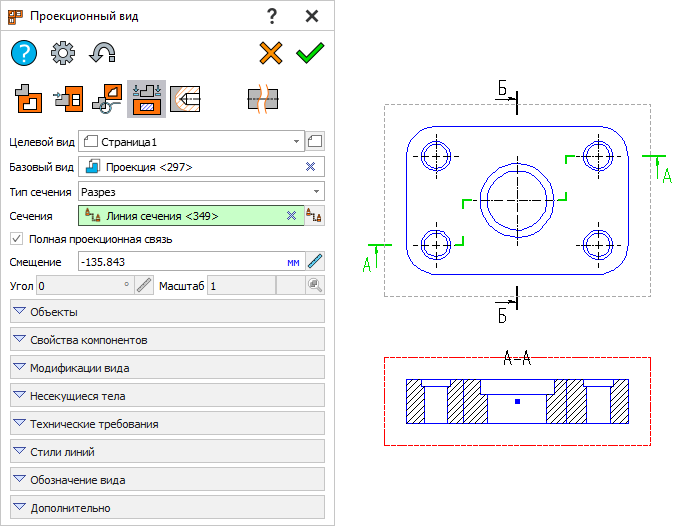 Проекционный вид ? ×
?
Целевой вид Страница1
Базовый вид Проекция <297>
Тип сечения Разрез
Сечения Линия сечения <349>
Полная проекционная связь
Смещение -135.843 мм
Угол 0 ° Масштаб 1
Объекты
Свойства компонентов
Модификации вида
Несекущиеся тела
Технические требования
Стили линий
Обозначение вида
Дополнительно
Б
А
А
Б
А-А